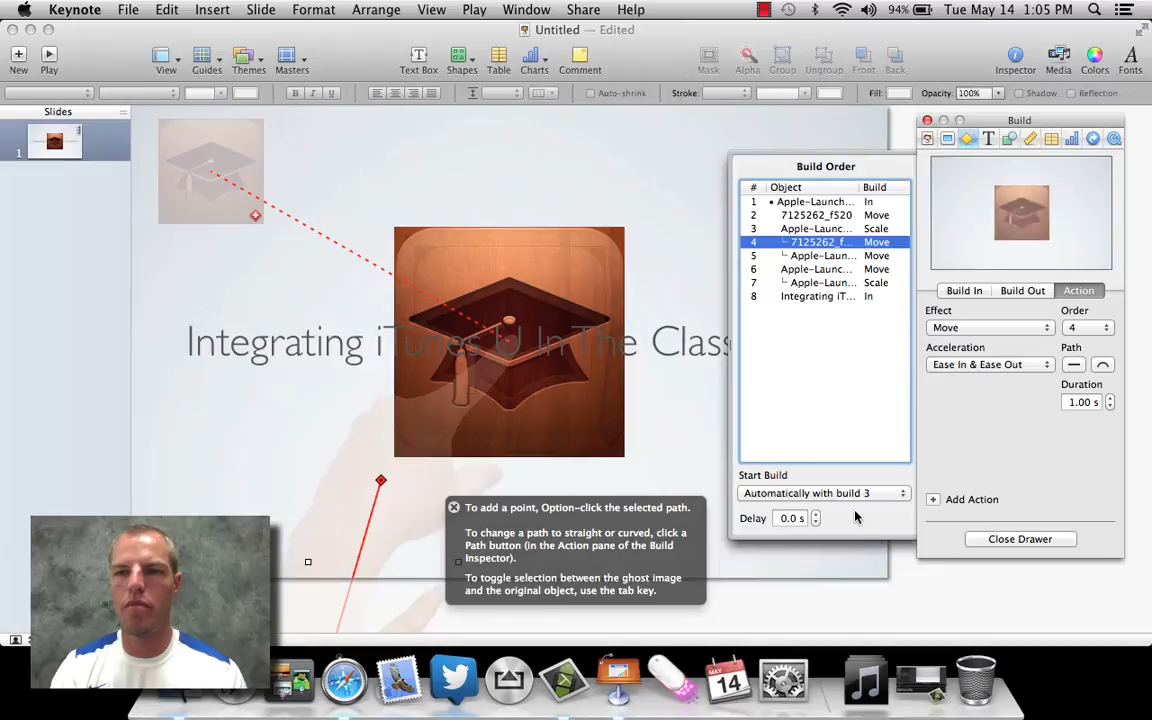 Keynote File Edit Insert Slide Format Arrange View Play Window Share Help 94% Tue May 14 1:05 PM
Untitled — Edited
New Play View Guides Themes Masters Text Box Shapes Table Charts Comment Mask Alpha Group Ungroup Front Back Inspector Media Colors Fonts
B I U Auto-shrink Stroke: Fill: Opacity: 100% Shadow Reflection
Slides
1
Integrating iTunes U In The Class
Build Order
# Object Build
1 • Apple-Launch... In
2 7125262_f520 Move
3 Apple-Launc... Scale
4 7125262_f... Move
5 Apple-Laun... Move
6 Apple-Launc... Move
7 Apple-Laun... Scale
8 Integrating iT... In
Start Build
Automatically with build 3
Delay 0.0 s
Build
Build In Build Out Action
Effect Order
Move 4
Acceleration Path
Ease In & Ease Out
Duration
1.00 s
Add Action
Close Drawer
To add a point, Option-click the selected path.
To change a path to straight or curved, click a
Path button (in the Action pane of the Build
Inspector).
To toggle selection between the ghost image
and the original object, use the tab key.
MAY
14